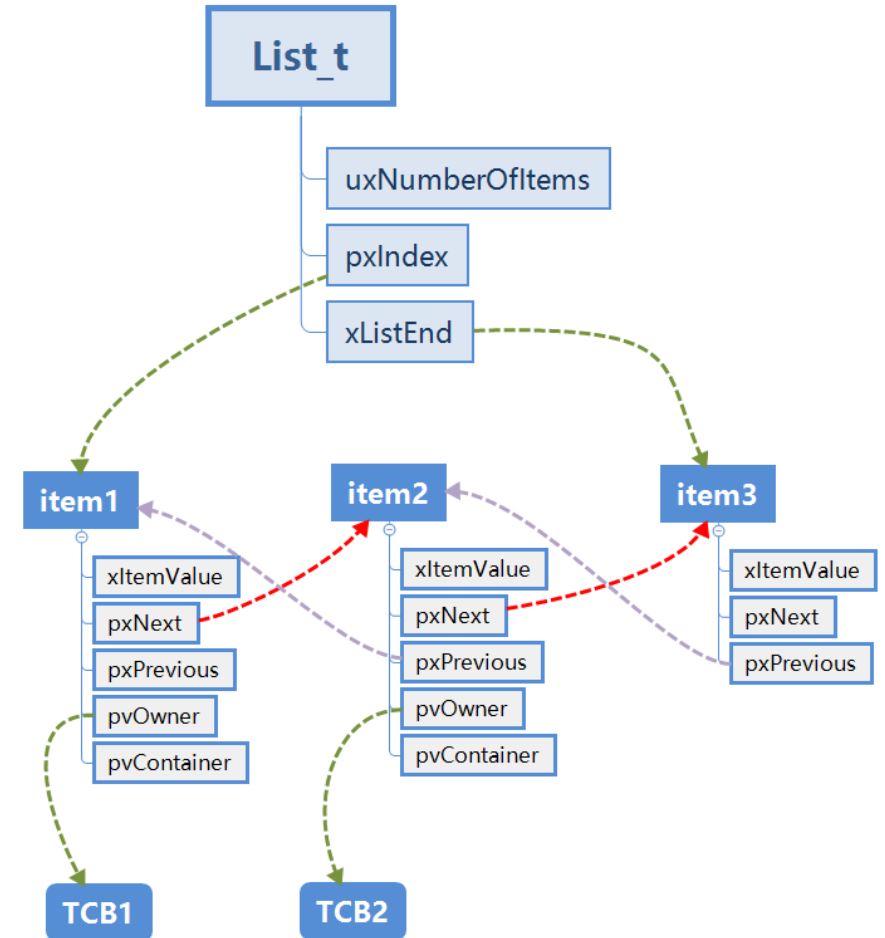 List_t
uxNumberOfItems
pxIndex
xListEnd
item1
xItemValue
pxNext
pxPrevious
pvOwner
pvContainer
TCB1
item2
xItemValue
pxNext
pxPrevious
pvOwner
pvContainer
TCB2
item3
xItemValue
pxNext
pxPrevious